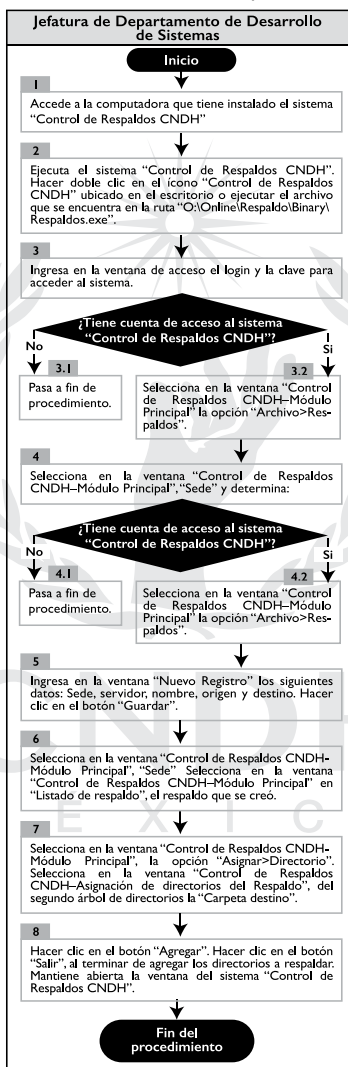 Jefatura de Departamento de Desarrollo
de Sistemas
Inicio
1
Accede a la computadora que tiene instalado el sistema
“Control de Respaldos CNDH”
2
Ejecuta el sistema “Control de Respaldos CNDH”.
Hacer doble clic en el ícono “Control de Respaldos
CNDH” ubicado en el escritorio o ejecutar el archivo
que se encuentra en la ruta “O:\Online\Respaldo\Binary\
Respaldos.exe”.
3
Ingresa en la ventana de acceso el login y la clave para
acceder al sistema.
¿Tiene cuenta de acceso al sistema
“Control de Respaldos CNDH”?
No
Si
3.1
Pasa a fin de
procedimiento.
3.2
Selecciona en la ventana “Control
de Respaldos CNDH–Módulo
Principal” la opción “Archivo>Res-
paldos”.
4
Selecciona en la ventana “Control de Respaldos
CNDH–Módulo Principal”, “Sede” y determina:
¿Tiene cuenta de acceso al sistema
“Control de Respaldos CNDH”?
No
Si
4.1
Pasa a fin de
procedimiento.
4.2
Selecciona en la ventana “Control
de Respaldos CNDH–Módulo
Principal” la opción “Archivo>Res-
paldos”.
5
Ingresa en la ventana “Nuevo Registro” los siguientes
datos: Sede, servidor, nombre, origen y destino. Hacer
clic en el botón “Guardar”.
6
Selecciona en la ventana “Control de Respaldos CNDH-
Módulo Principal”, “Sede” Selecciona en la ventana
“Control de Respaldos CNDH–Módulo Principal” en
“Listado de respaldo”, el respaldo que se creó.
7
Selecciona en la ventana “Control de Respaldos CNDH-
Módulo Principal”, la opción “Asignar>Directorio”.
Selecciona en la ventana “Control de Respaldos
CNDH–Asignación de directorios del Respaldo”, del
segundo árbol de directorios la “Carpeta destino”.
8
Hacer clic en el botón “Agregar”. Hacer clic en el botón
“Salir”, al terminar de agregar los directorios a respaldar.
Mantiene abierta la ventana del sistema “Control de
Respaldos CNDH”.
Fin del
procedimiento
CNDH
E X I C